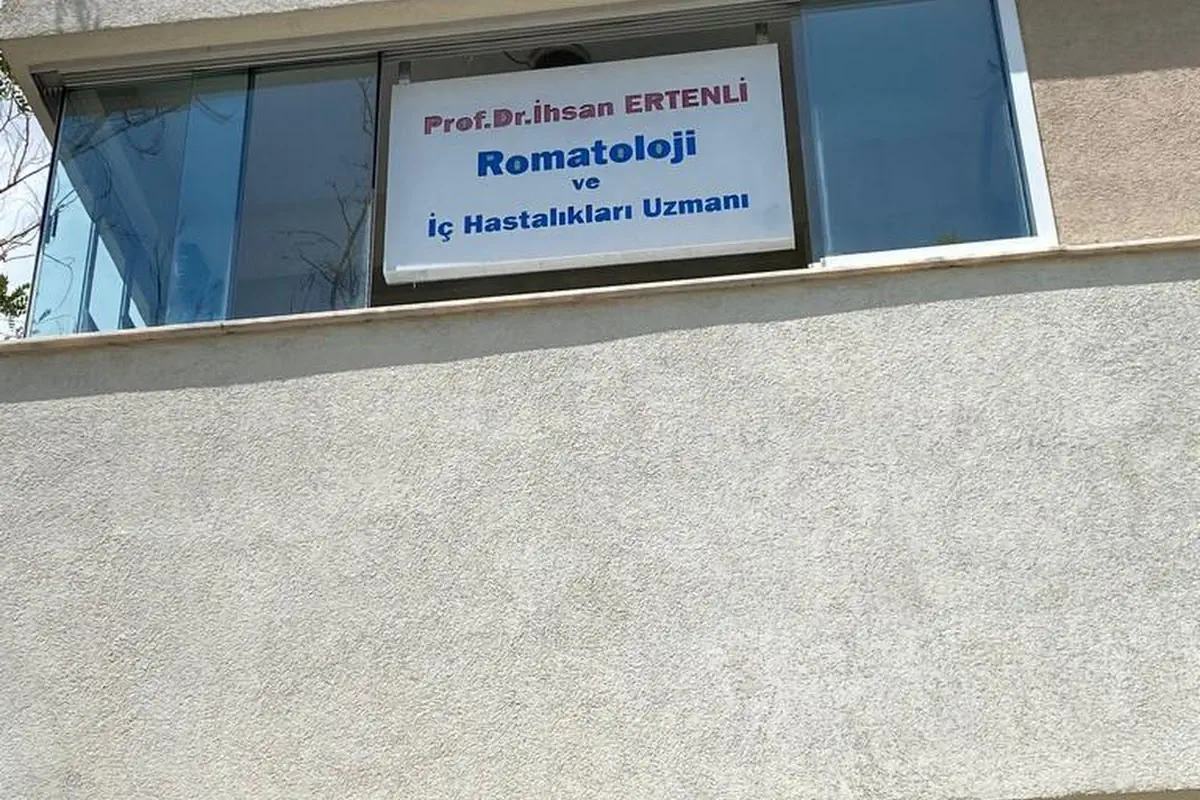 Prof.Dr.İhsan ERTENLİ
Romatoloji
ve
İç Hastalıkları Uzmanı